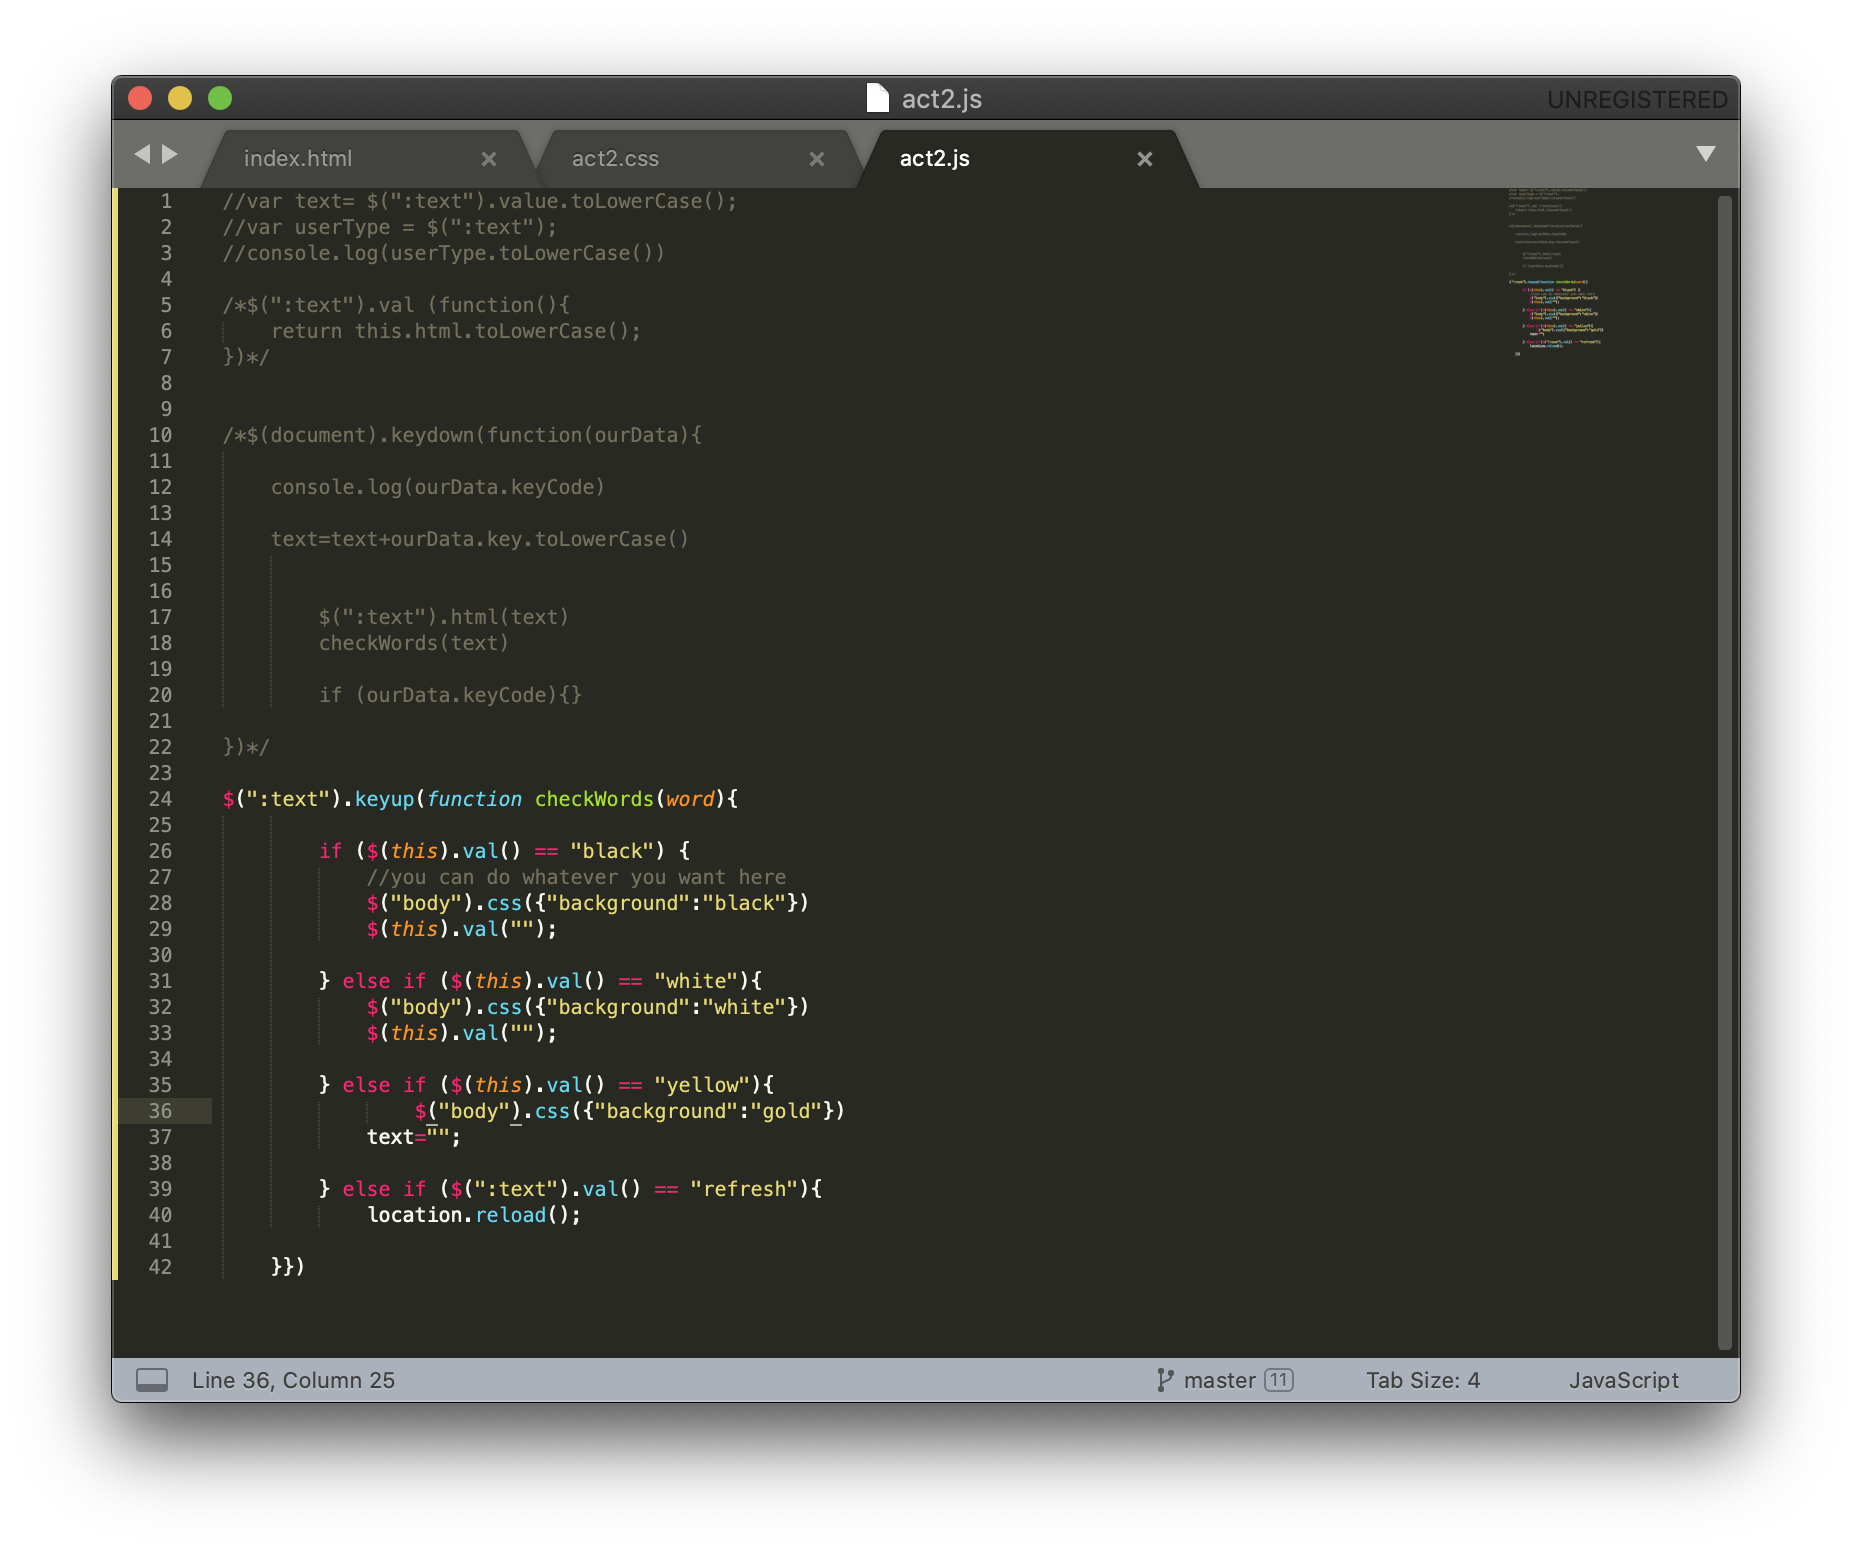 act2.js
UNREGISTERED
index.html
act2.css
act2.js
1 //var text= $(":text").value.toLowerCase();
2 //var userType = $(":text");
3 //console.log(userType.toLowerCase())
4
5 /*$(":text").val (function(){
6 return this.html.toLowerCase();
7 })*/
8
9
10 /*$(document).keydown(function(ourData){
11
12 console.log(ourData.keyCode)
13
14 text=text+ourData.key.toLowerCase()
15
16
17 $(":text").html(text)
18 checkWords(text)
19
20 if (ourData.keyCode){}
21
22 })*/
23
24 $(":text").keyup(function checkWords(word){
25
26 if ($(this).val() == "black") {
27 //you can do whatever you want here
28 $("body").css({"background":"black"})
29 $(this).val("");
30
31 } else if ($(this).val() == "white"){
32 $("body").css({"background":"white"})
33 $(this).val("");
34
35 } else if ($(this).val() == "yellow"){
36 $("body").css({"background":"gold"})
37 text="";
38
39 } else if ($(":text").val() == "refresh"){
40 location.reload();
41
42 }})
Line 36, Column 25
master 11
Tab Size: 4
JavaScript